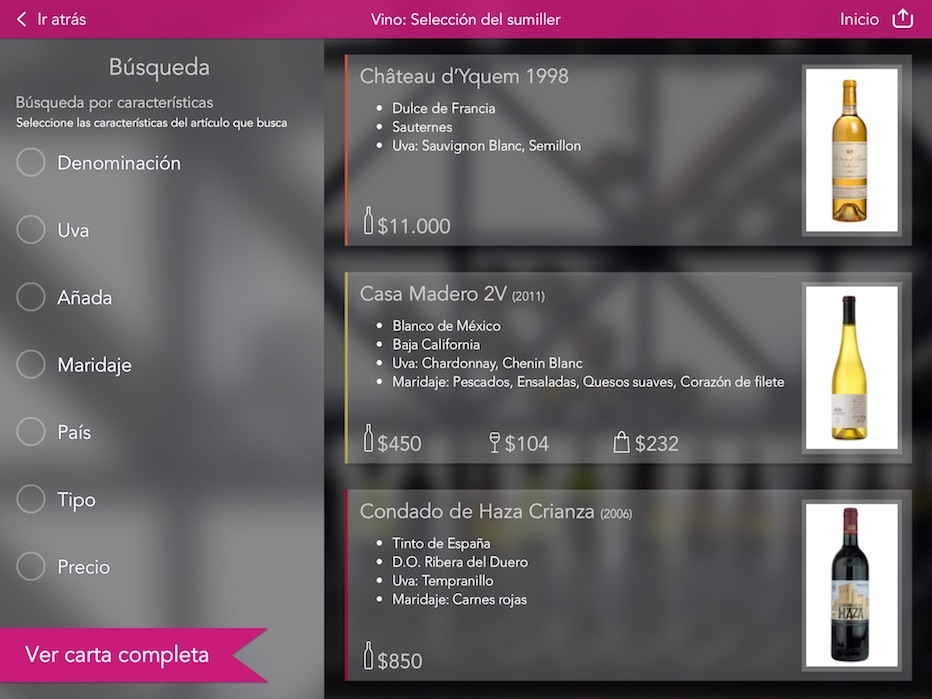 Ir atrás
Vino: Selección del sumiller
Inicio
Búsqueda
Búsqueda por características
Seleccione las características del artículo que busca
Denominación
Uva
Añada
Maridaje
País
Tipo
Precio
Ver carta completa
Château d'Yquem 1998
• Dulce de Francia
• Sauternes
• Uva: Sauvignon Blanc, Semillon
$11.000
Casa Madero 2V (2011)
• Blanco de México
• Baja California
• Uva: Chardonnay, Chenin Blanc
• Maridaje: Pescados, Ensaladas, Quesos suaves, Corazón de filete
$450 $104 $232
Condado de Haza Crianza (2006)
• Tinto de España
• D.O. Ribera del Duero
• Uva: Tempranillo
• Maridaje: Carnes rojas
$850
HAZA